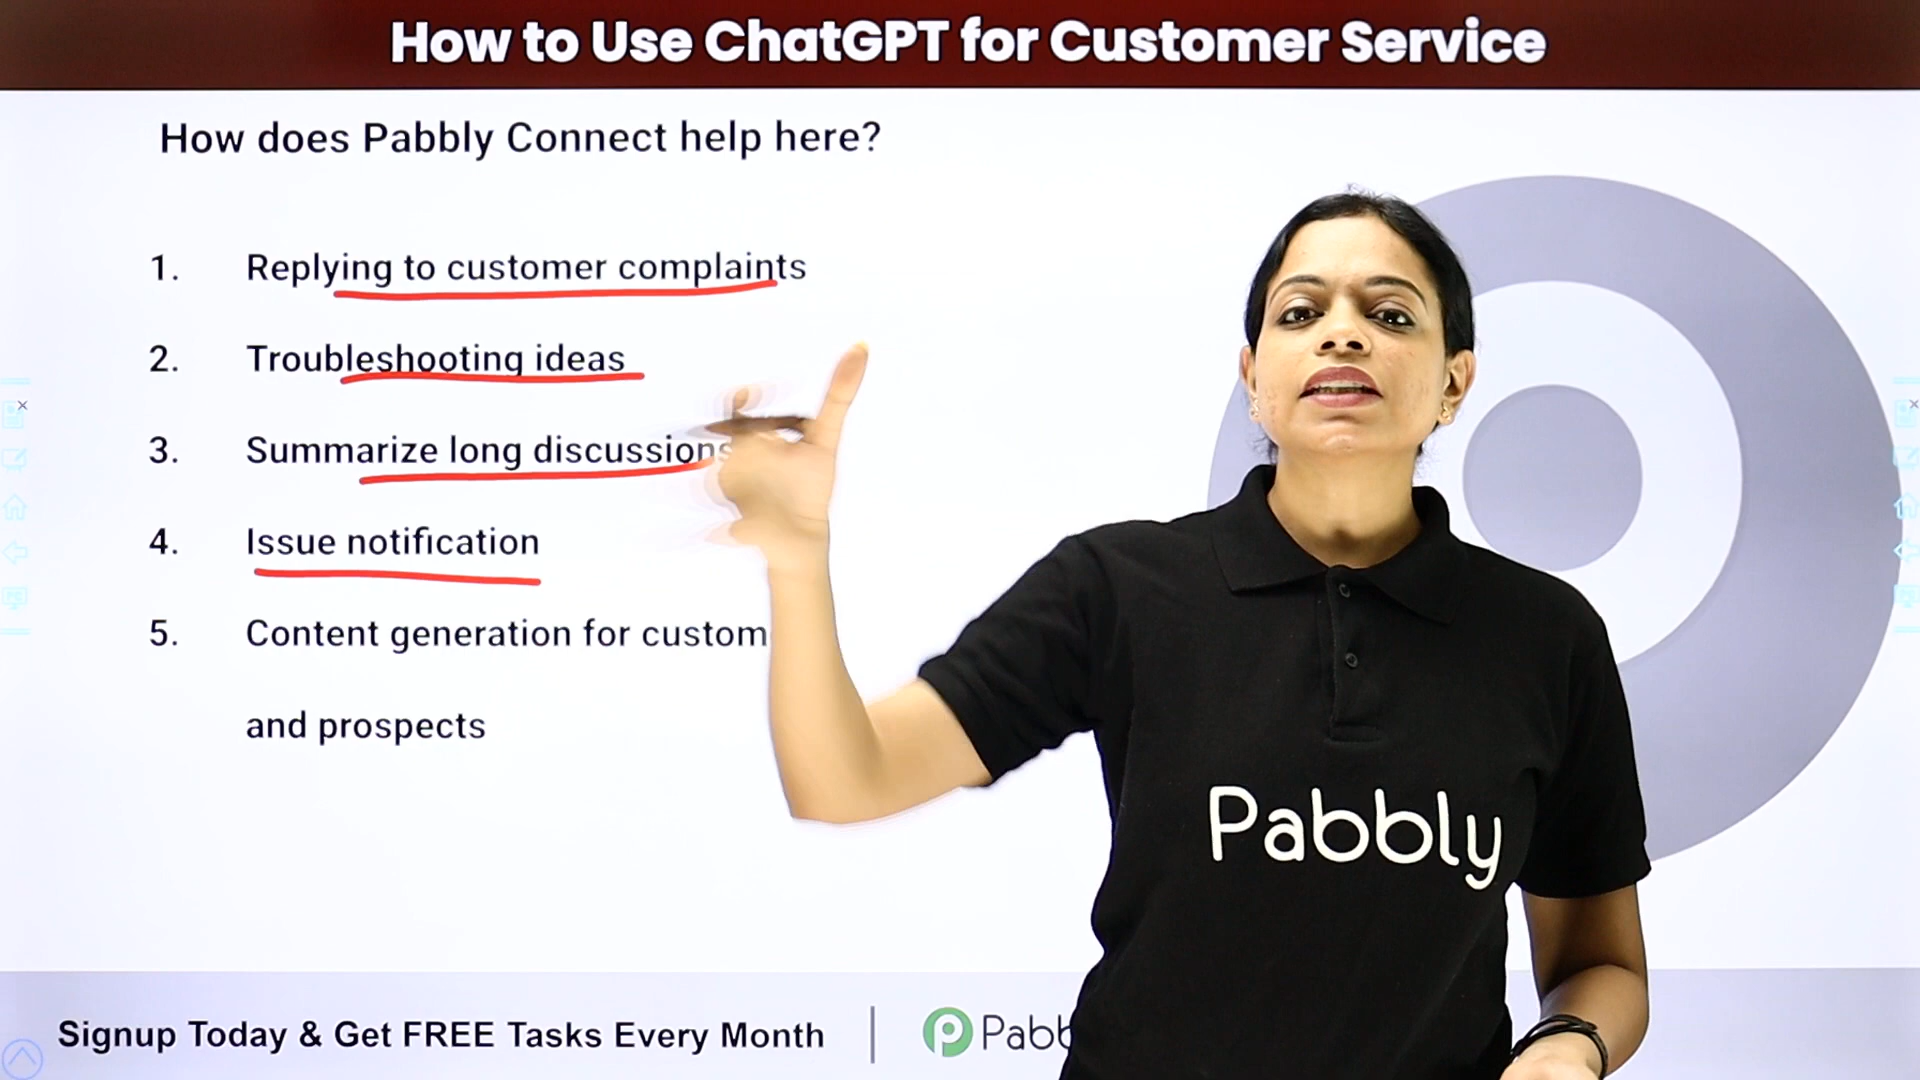 How to Use ChatGPT for Customer Service
How does Pabbly Connect help here?
1. Replying to customer complaints
2. Troubleshooting ideas
3. Summarize long discussions
4. Issue notification
5. Content generation for custom
and prospects
Pabbly
Signup Today & Get FREE Tasks Every Month | Pabb